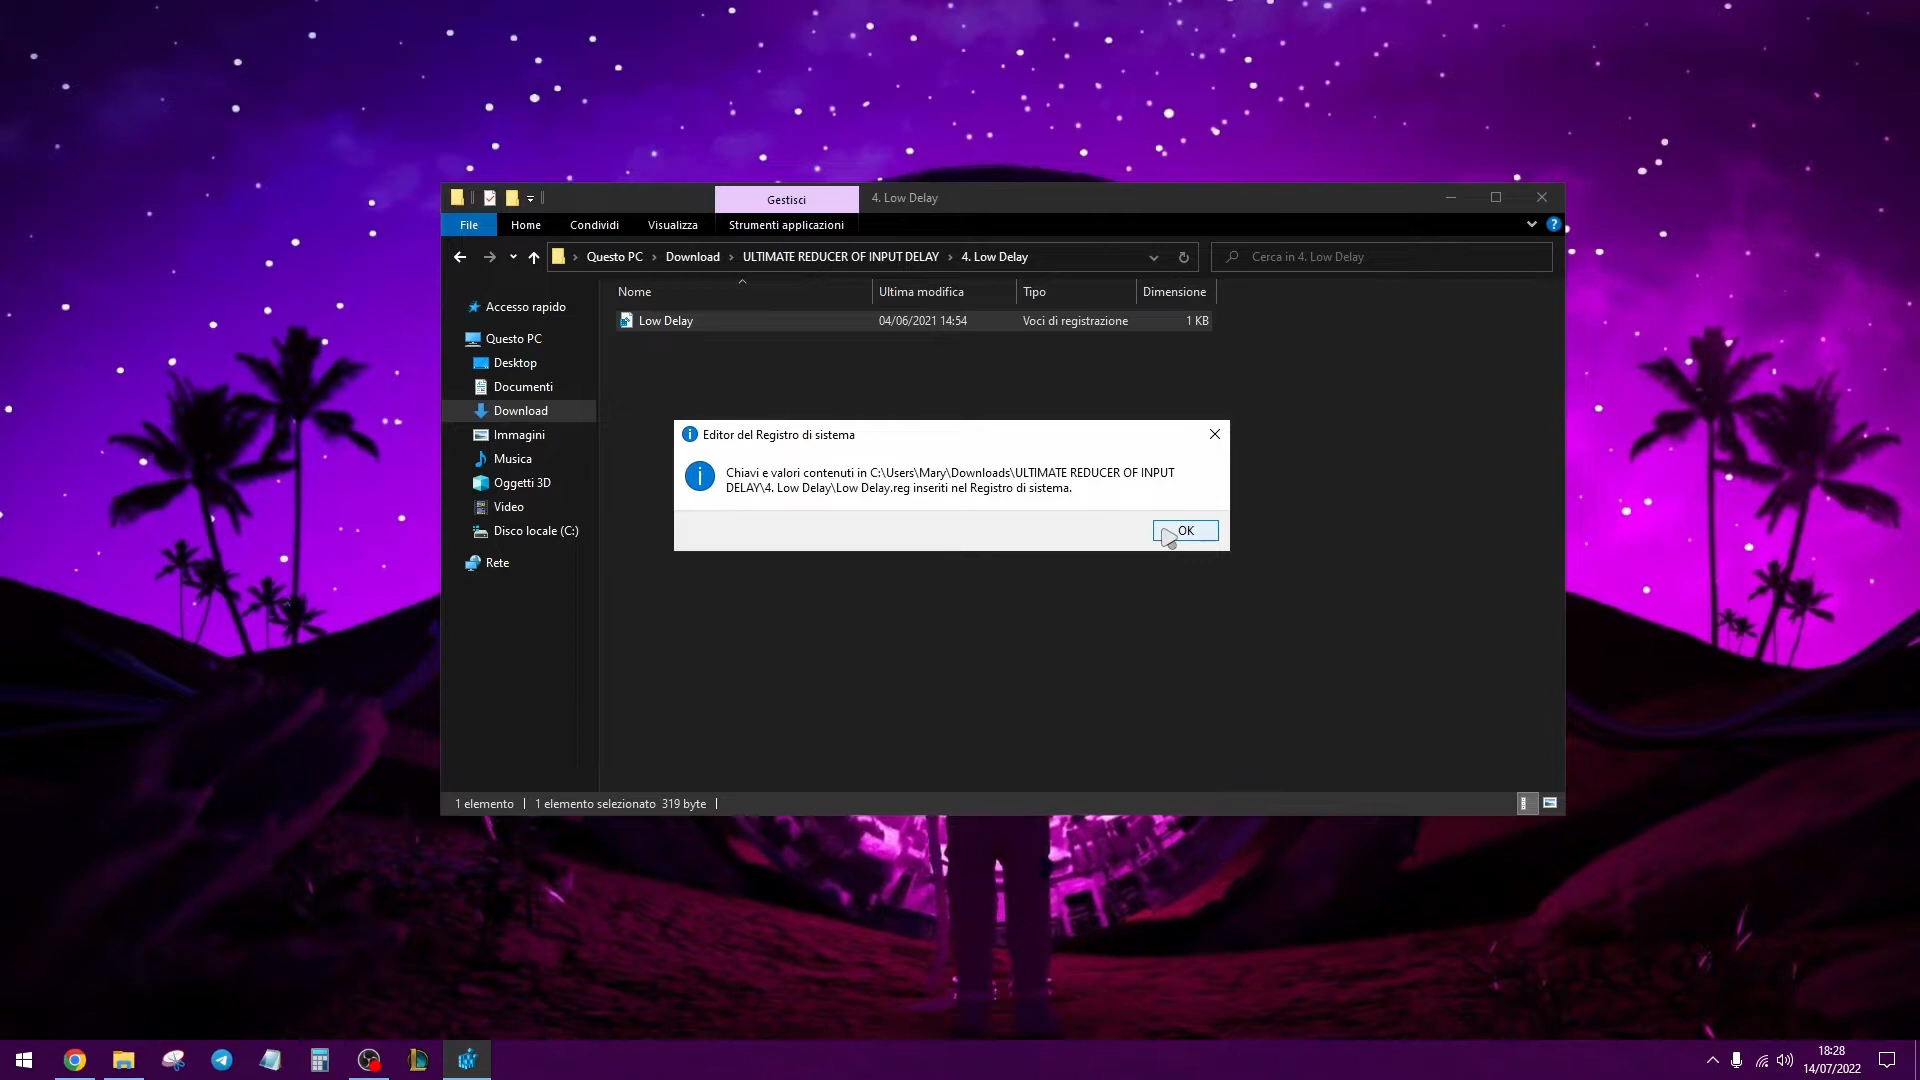 Gestisci
4. Low Delay
File
Home
Condividi
Visualizza
Strumenti applicazioni
?
Questo PC
Download
ULTIMATE REDUCER OF INPUT DELAY
4. Low Delay
Cerca in 4. Low Delay
Nome
Ultima modifica
Tipo
Dimensione
Low Delay
04/06/2021 14:54
Voci di registrazione
1 KB
Accesso rapido
Questo PC
Desktop
Documenti
Download
Immagini
Musica
Oggetti 3D
Video
Disco locale (C:)
Rete
Editor del Registro di sistema
Chiavi e valori contenuti in C:\Users\Mary\Downloads\ULTIMATE REDUCER OF INPUT
DELAY\4. Low Delay\Low Delay.reg inseriti nel Registro di sistema.
OK
1 elemento
1 elemento selezionato 319 byte
18:28
14/07/2022